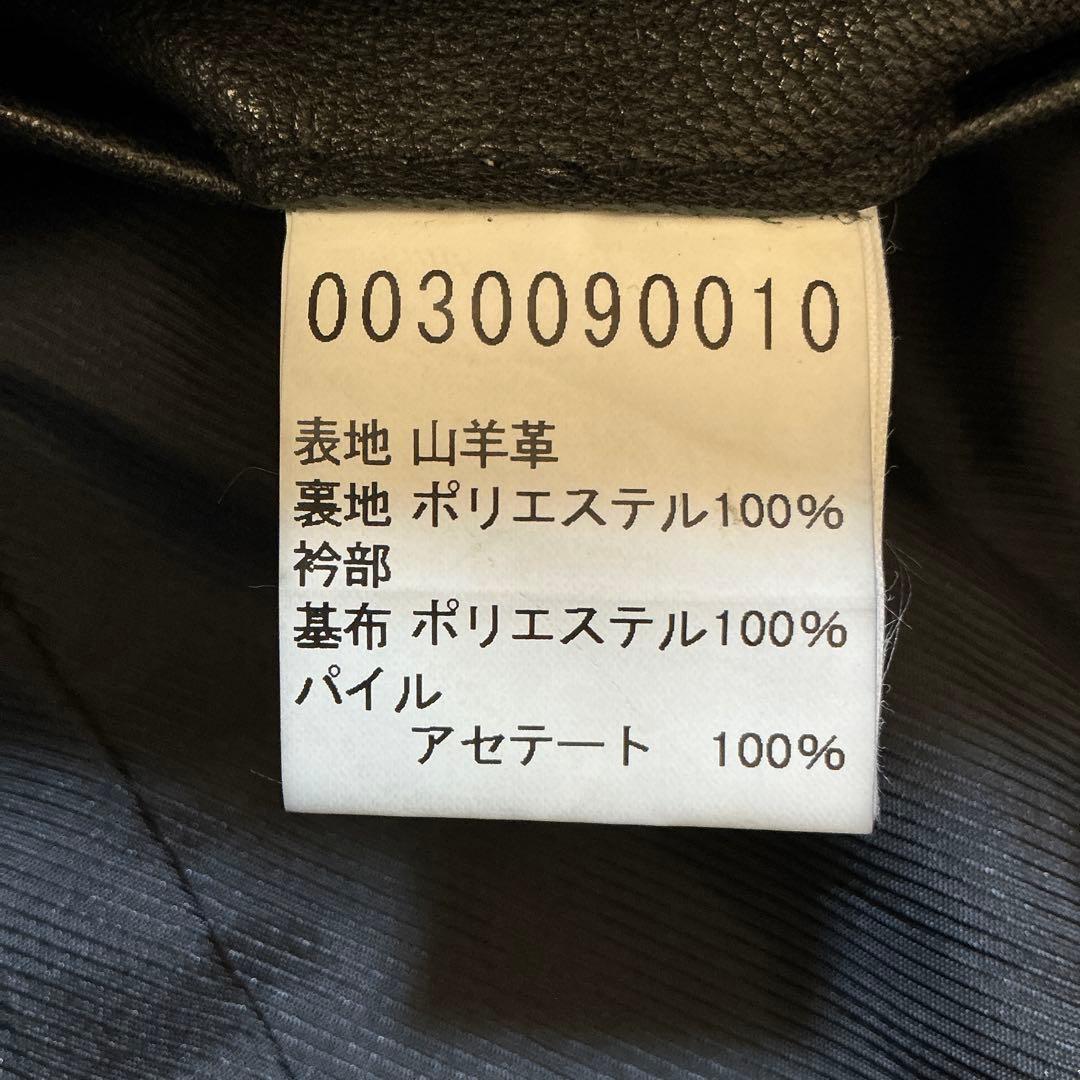 0030090010
表地 山羊革
裏地 ポリエステル100%
衿部
基布 ポリエステル100%
パイル
アセテート 100%